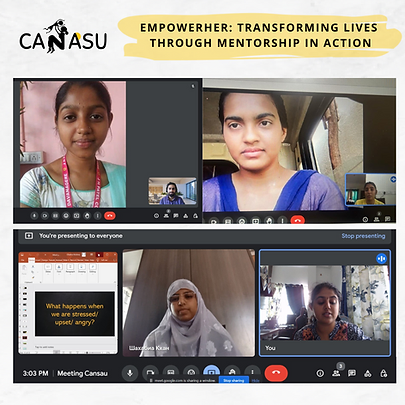 CANASU
EMPOWERHER: TRANSFORMING LIVES
THROUGH MENTORSHIP IN ACTION
You're presenting to everyone
Stop presenting
What happens when
we are stressed/
upset/ angry?
Шахабиа Кхан
You
3
3:03 PM | Meeting Cansau
meet.google.com is sharing a window.
Stop sharing
Hide